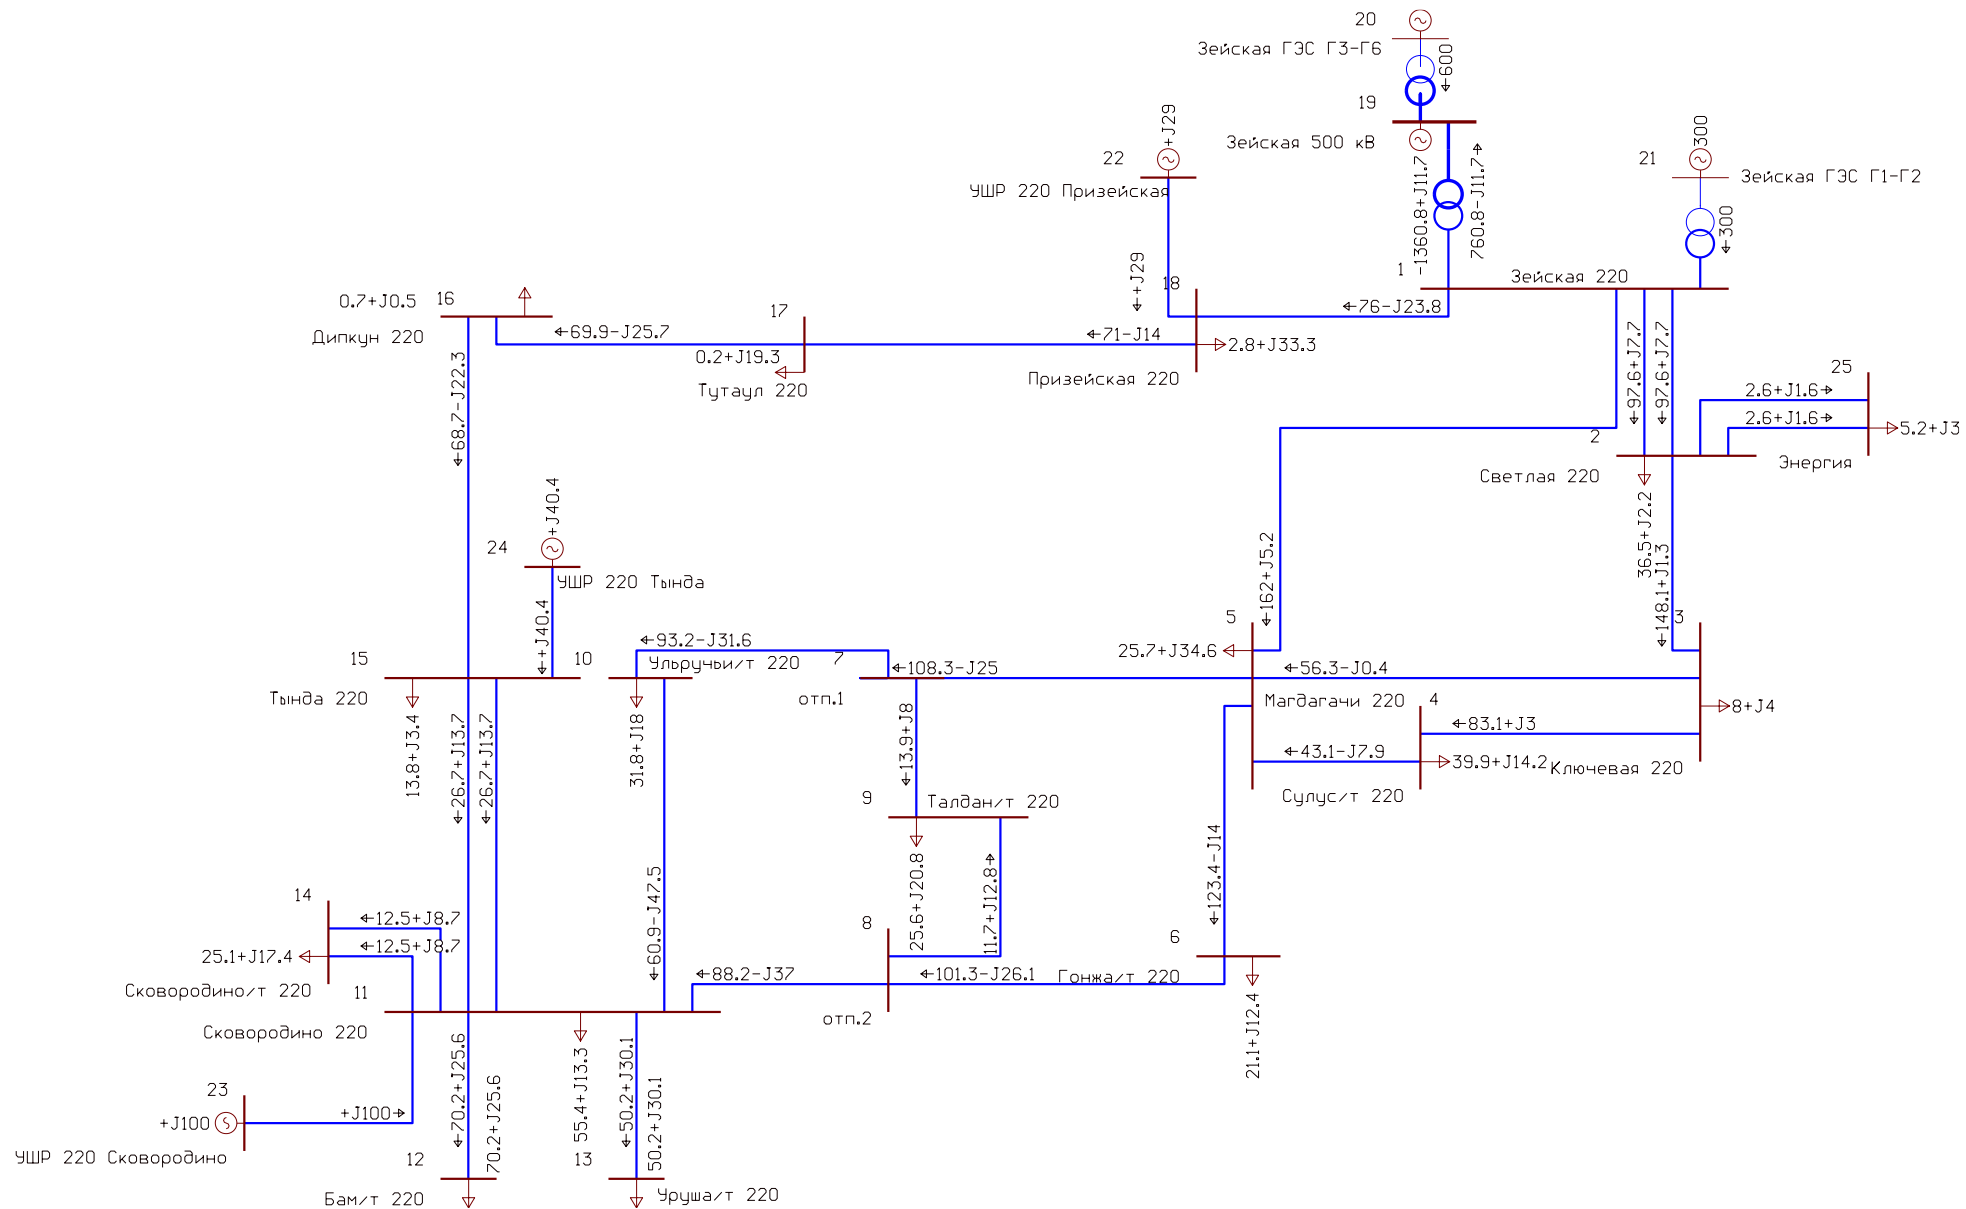 20
Зейская ГЭС Г3-Г6
600
19
Зейская 500 кВ
-1360.8+J11.7
760.8-J11.7
300
21
Зейская ГЭС Г1-Г2
300
+J29
22
УШР 220 Призейская
+J29
18
1
Зейская 220
76-J23.8
0.7+J0.5
16
Дипкун 220
69.9-J25.7
17
0.2+J19.3
Тутаул 220
71-J14
2.8+J33.3
Призейская 220
97.6+J7.7
97.6+J7.7
25
2.6+J1.6
2.6+J1.6
5.2+J3
Энергия
2
Светлая 220
36.5+J2.2
148.1+J1.3
68.7-J22.3
+J40.4
24
УШР 220 Тында
+J40.4
162+J5.2
5
3
25.7+J34.6
93.2-J31.6
15
10
Ульручьи/т 220
7
108.3-J25
56.3-J0.4
Тында 220
отп.1
Магдагачи 220
4
8+J4
83.1+J3
13.8+J3.4
26.7+J13.7
26.7+J13.7
31.8+J18
13.9+J8
43.1-J7.9
39.9+J14.2
Ключевая 220
Сулус/т 220
9
Талдан/т 220
25.6+J20.8
11.7+J12.8
123.4-J14
60.9-J47.5
14
12.5+J8.7
12.5+J8.7
25.1+J17.4
Сковородино/т 220
8
6
88.2-J37
101.3-J26.1
Гонжа/т 220
11
отп.2
21.1+J12.4
Сковородино 220
23
+J100
+J100
УШР 220 Сковородино
70.2+J25.6
70.2+J25.6
55.4+J13.3
50.2+J30.1
50.2+J30.1
12
13
Бам/т 220
Уруша/т 220